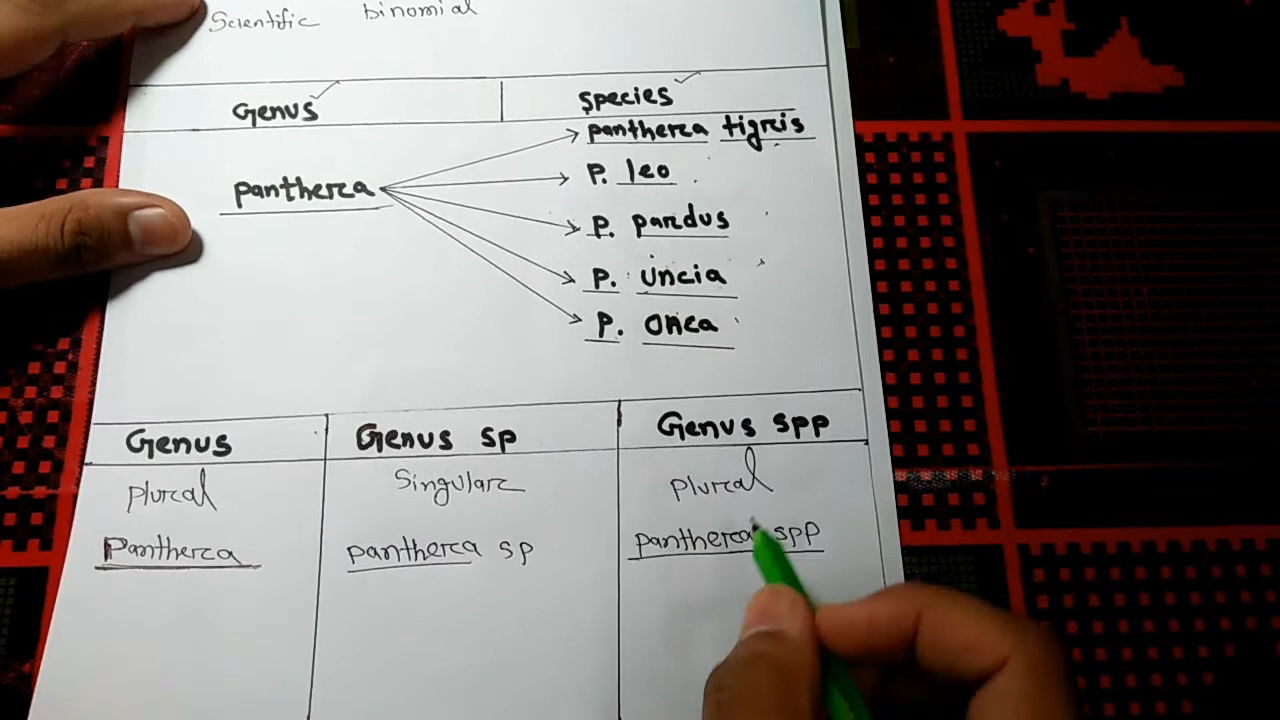 Scientific binomial
Genus Species
panthera panthera tigris
P. leo
P. pardus
P. uncia
P. onca
Genus Genus sp Genus spp
plural Singular plural
Panthera panthera sp panthera spp